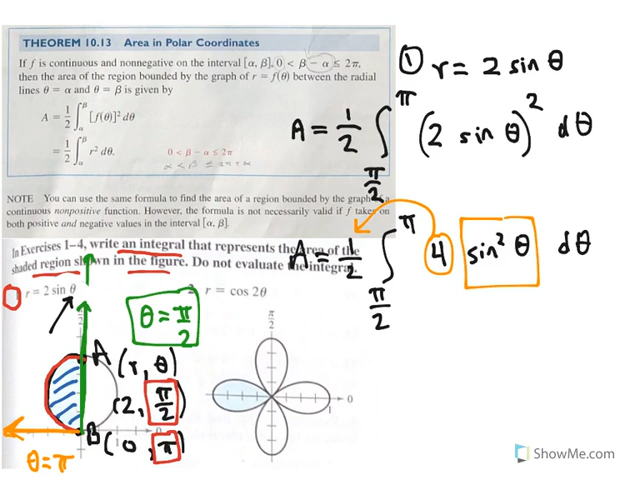 THEOREM 10.13 Area in Polar Coordinates
If f is continuous and nonnegative on the interval [α, β], 0 < β − α ≤ 2π,
then the area of the region bounded by the graph of r = f(θ) between the radial
lines θ = α and θ = β is given by
A = 1/2 ∫_α^β [f(θ)]² dθ
= 1/2 ∫_α^β r² dθ. 0 < β − α ≤ 2π
α < β ≤ 2π + α
NOTE You can use the same formula to find the area of a region bounded by the graph of a
continuous nonpositive function. However, the formula is not necessarily valid if f takes on
both positive and negative values in the interval [α, β].
In Exercises 1–4, write an integral that represents the area of the
shaded region shown in the figure. Do not evaluate the integral.
1. r = 2 sin θ
2. r = cos 2θ
θ = π/2
A (r, θ)
(2, π/2)
B (0, π)
θ = π
π/2
0
1
① r = 2 sin θ
A = 1/2 ∫_{π/2}^{π} (2 sin θ)² dθ
A = 1/2 ∫_{π/2}^{π} 4 sin² θ dθ
ShowMe.com